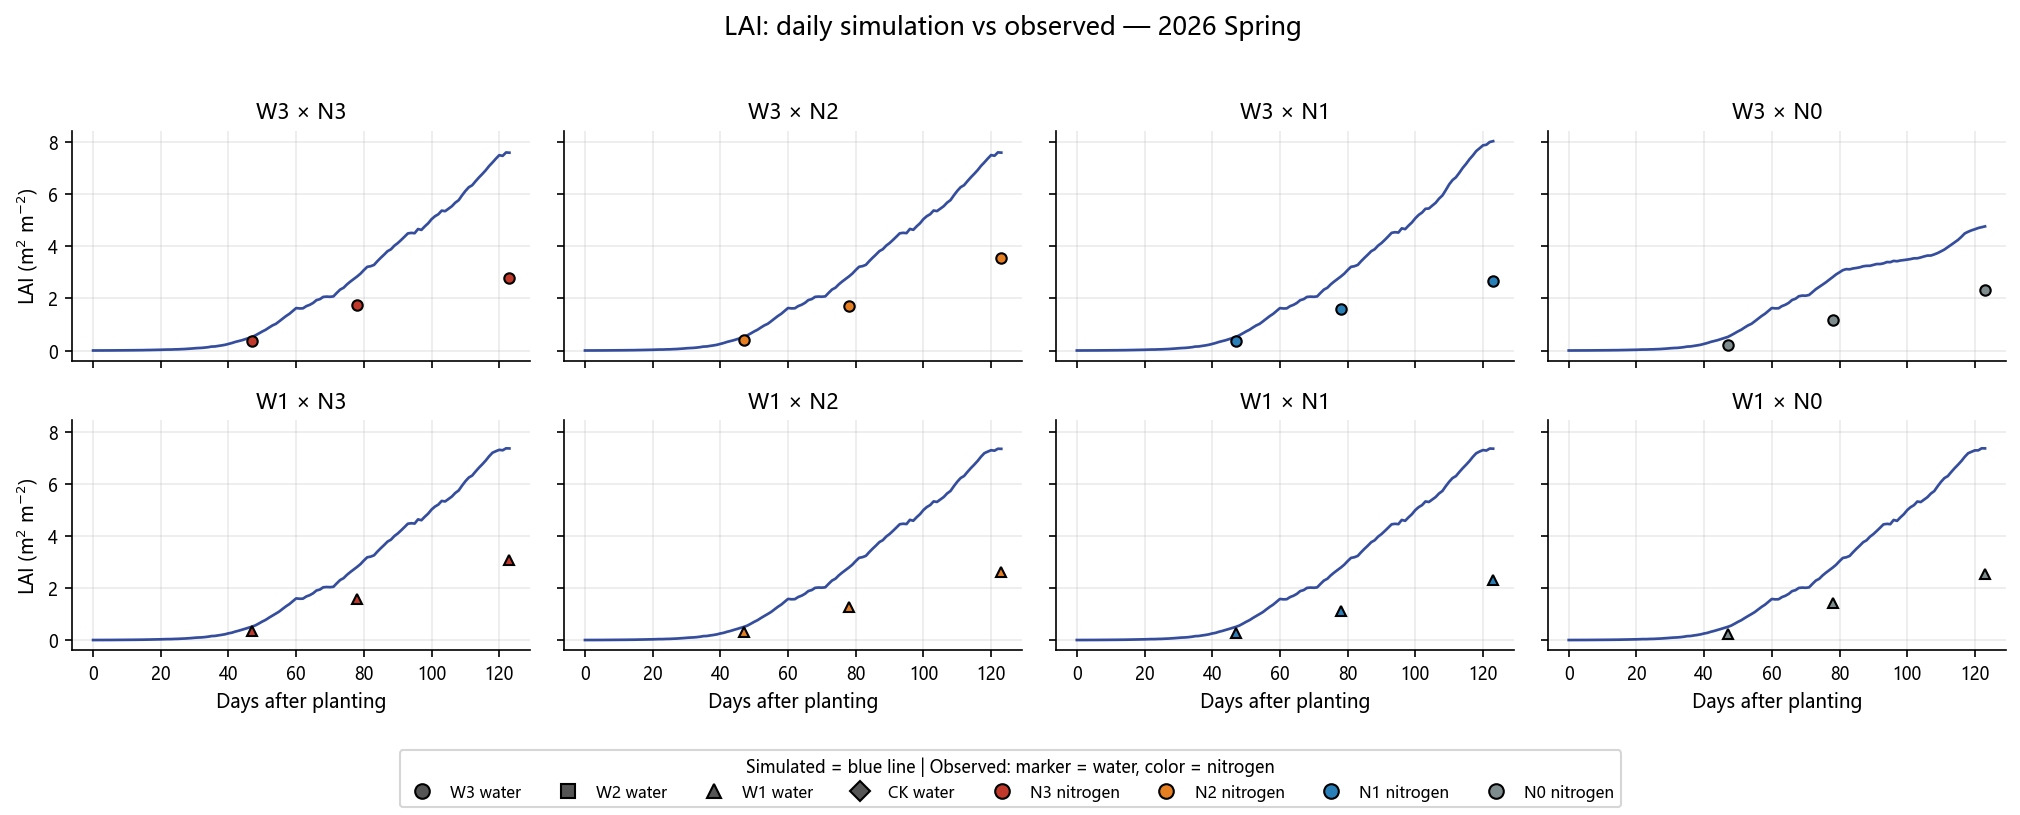 LAI: daily simulation vs observed — 2026 Spring
W3 × N3
W3 × N2
W3 × N1
W3 × N0
8
6
4
2
0
LAI (m² m⁻²)
W1 × N3
W1 × N2
W1 × N1
W1 × N0
8
6
4
2
0
LAI (m² m⁻²)
0 20 40 60 80 100 120
0 20 40 60 80 100 120
0 20 40 60 80 100 120
0 20 40 60 80 100 120
Days after planting
Days after planting
Days after planting
Days after planting
Simulated = blue line | Observed: marker = water, color = nitrogen
W3 water W2 water W1 water CK water N3 nitrogen N2 nitrogen N1 nitrogen N0 nitrogen